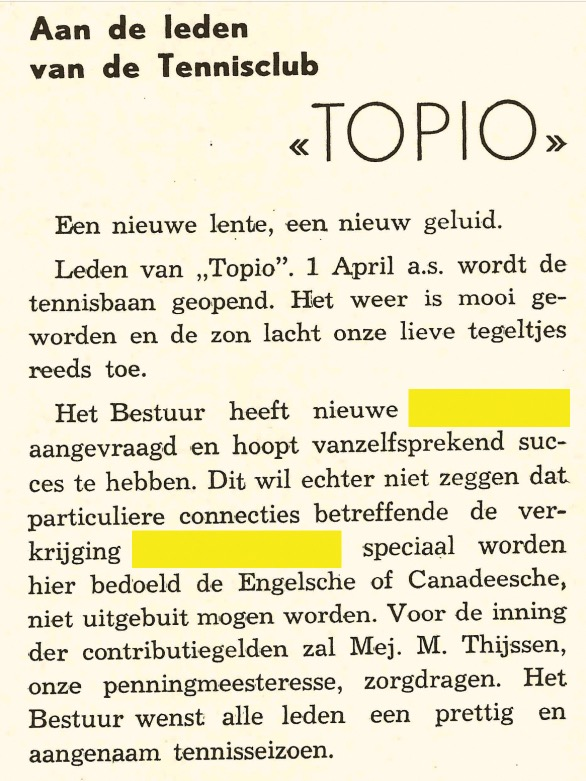 Aan de leden
van de Tennisclub
«TOPIO»
Een nieuwe lente, een nieuw geluid.
Leden van „Topio”. 1 April a.s. wordt de
tennisbaan geopend. Het weer is mooi ge-
worden en de zon lacht onze lieve tegeltjes
reeds toe.
Het Bestuur heeft nieuwe
aangevraagd en hoopt vanzelfsprekend suc-
ces te hebben. Dit wil echter niet zeggen dat
particuliere connecties betreffende de ver-
krijging speciaal worden
hier bedoeld de Engelsche of Canadeesche,
niet uitgebuit mogen worden. Voor de inning
der contributiegelden zal Mej. M. Thijssen,
onze penningmeesteresse, zorgdragen. Het
Bestuur wenst alle leden een prettig en
aangenaam tennisseizoen.